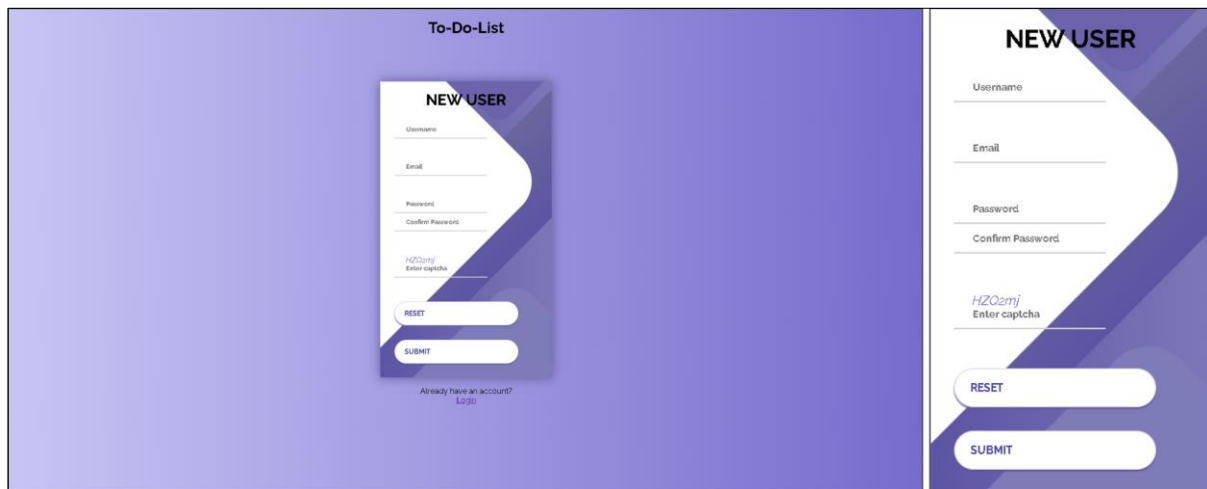 To-Do-List
NEW USER
Username
Email
Password
Confirm Password
HZQ2mj
Enter captcha
RESET
SUBMIT
Already have an account?
Login
NEW USER
Username
Email
Password
Confirm Password
HZQ2mj
Enter captcha
RESET
SUBMIT